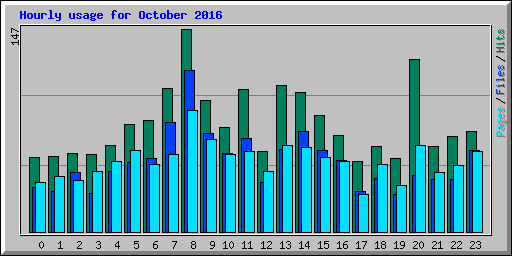 Hourly usage for October 2016
147
Pages/Files/Hits
0 1 2 3 4 5 6 7 8 9 10 11 12 13 14 15 16 17 18 19 20 21 22 23